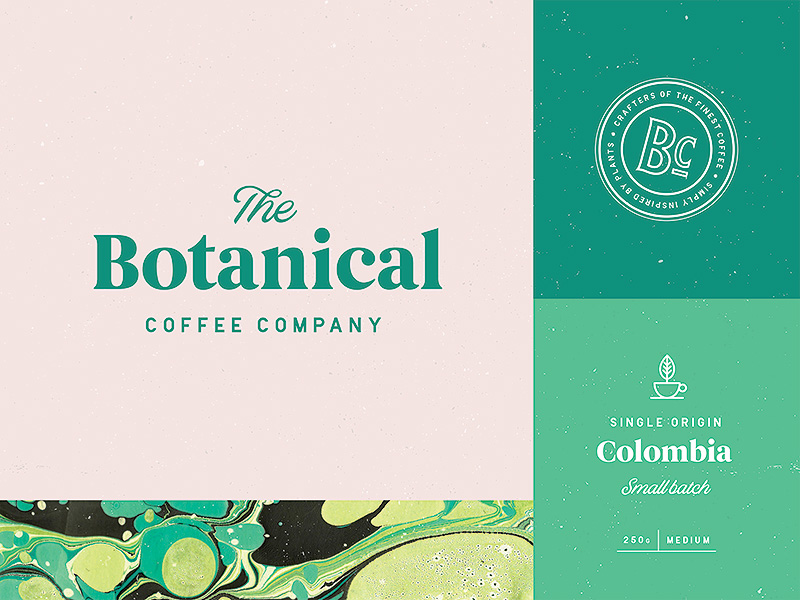 The
Botanical
COFFEE COMPANY
CRAFTERS OF THE FINEST COFFEE • SIMPLY INSPIRED BY PLANTS •
Bc
SINGLE ORIGIN
Colombia
Small batch
250G | MEDIUM